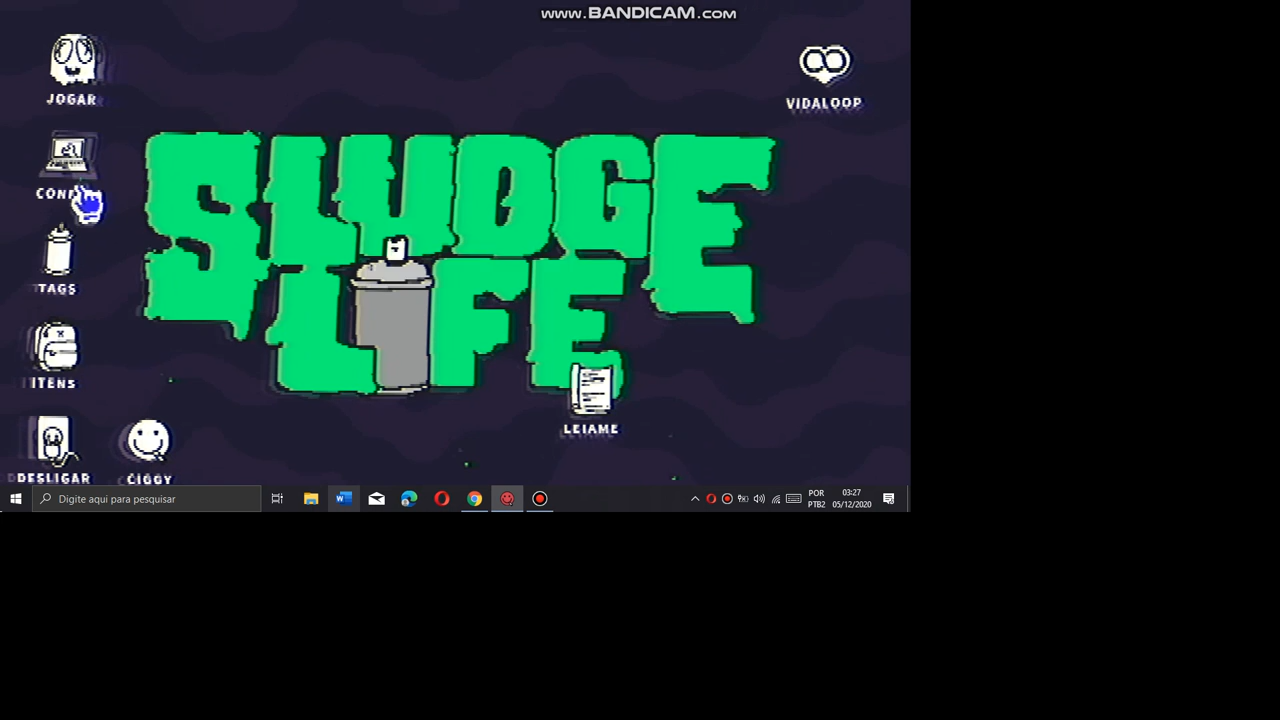 www.BANDICAM.com
JOGAR
VIDALOOP
SLUDGE
LIFE
TAGS
ITENS
LEIAME
DESLIGAR
CIGGY
Digite aqui para pesquisar
POR
PTB2
03:27
05/12/2020